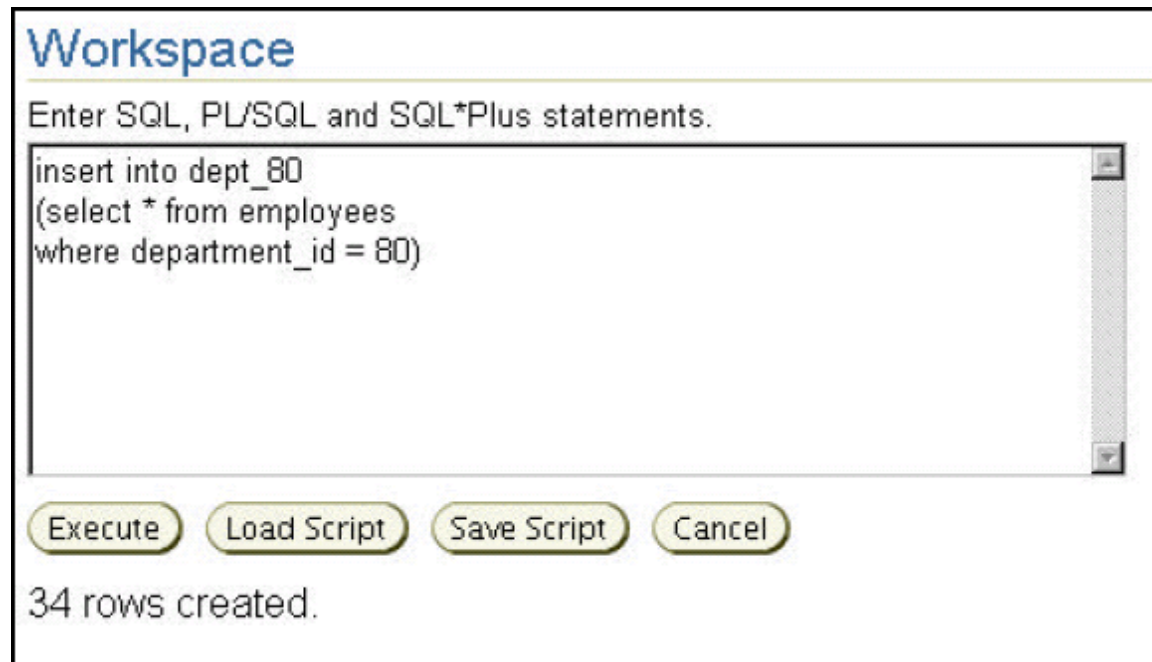 Workspace
Enter SQL, PL/SQL and SQL*Plus statements.
insert into dept_80
(select * from employees
where department_id = 80)
Execute Load Script Save Script Cancel
34 rows created.